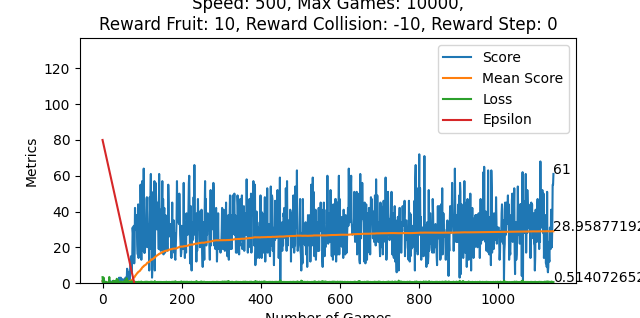 Speed: 500, Max Games: 10000,
Reward Fruit: 10, Reward Collision: -10, Reward Step: 0
Score
Mean Score
Loss
Epsilon
120
100
80
60
40
20
0
Metrics
61
28.95877192
0.514072652
0 200 400 600 800 1000
Number of Games